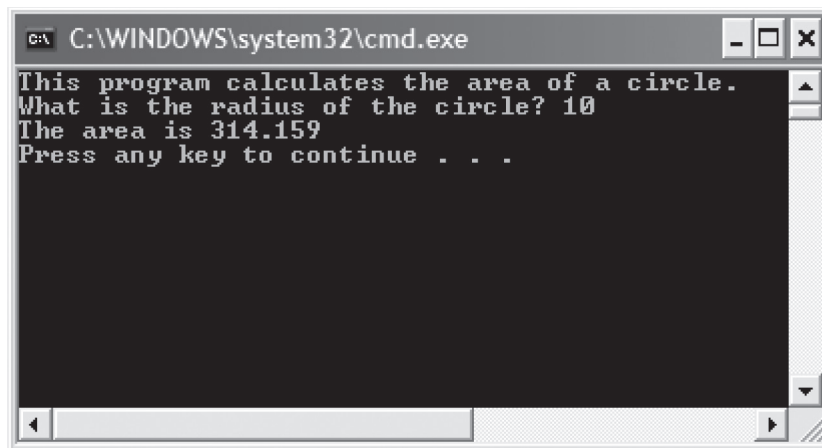 C:\WINDOWS\system32\cmd.exe
This program calculates the area of a circle.
What is the radius of the circle? 10
The area is 314.159
Press any key to continue . . .